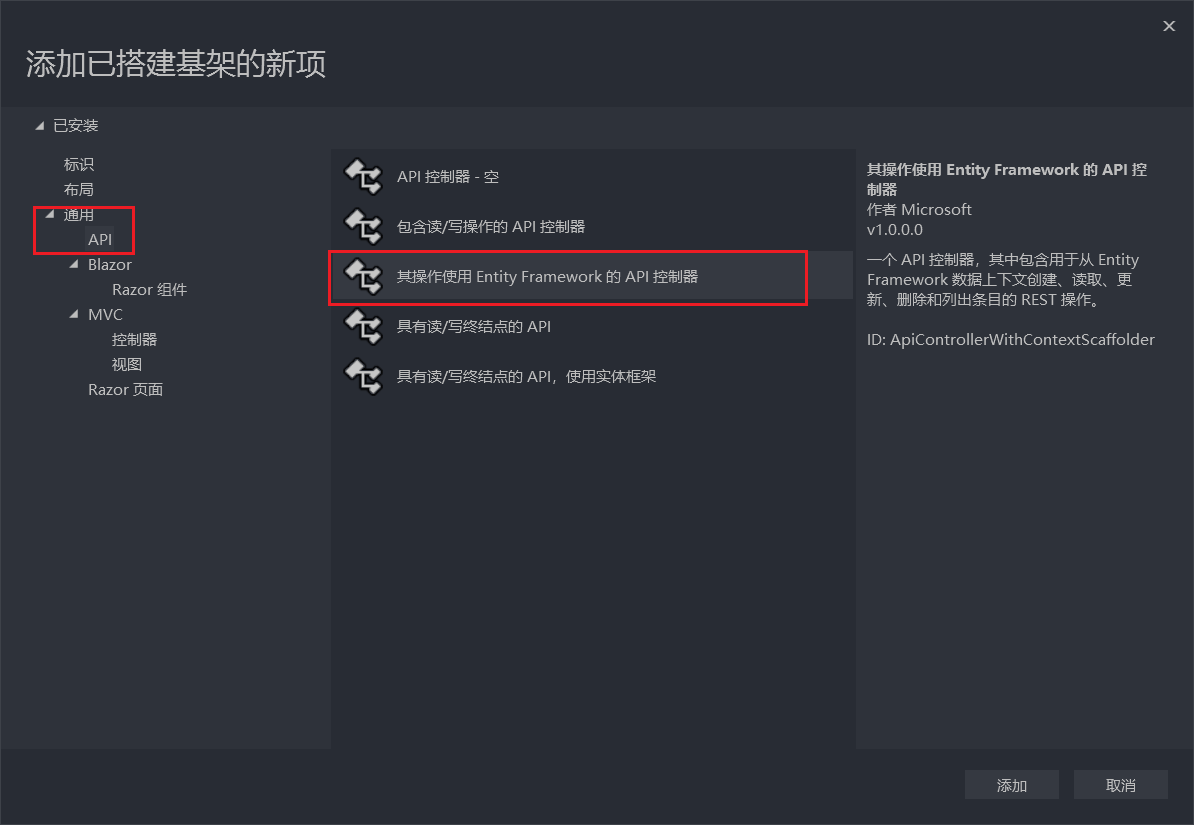 添加已搭建基架的新项
已安装
标识
布局
通用
API
Blazor
Razor 组件
MVC
控制器
视图
Razor 页面
API 控制器 - 空
包含读/写操作的 API 控制器
其操作使用 Entity Framework 的 API 控制器
具有读/写终结点的 API
具有读/写终结点的 API，使用实体框架
其操作使用 Entity Framework 的 API 控
制器
作者 Microsoft
v1.0.0.0
一个 API 控制器，其中包含用于从 Entity
Framework 数据上下文创建、读取、更
新、删除和列出条目的 REST 操作。
ID: ApiControllerWithContextScaffolder
添加
取消